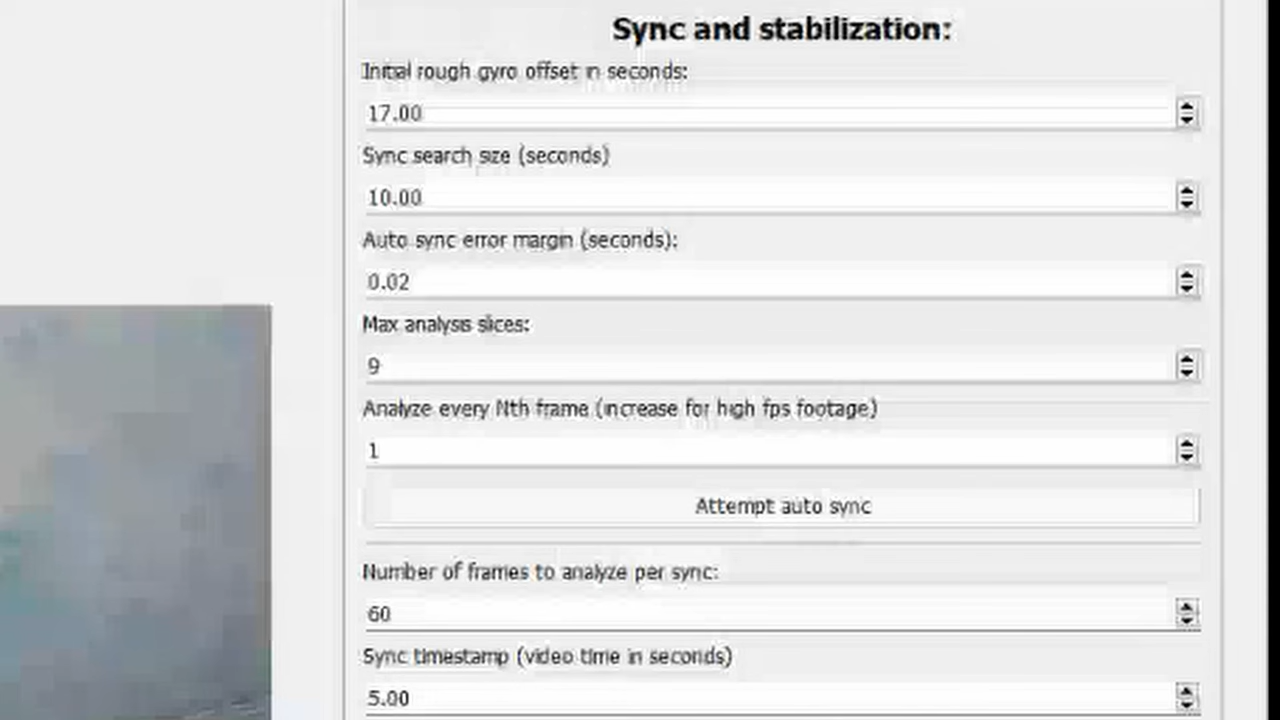 Sync and stabilization:
Initial rough gyro offset in seconds:
17.00
Sync search size (seconds)
10.00
Auto sync error margin (seconds):
0.02
Max analysis slices:
9
Analyze every Nth frame (increase for high fps footage)
1
Attempt auto sync
Number of frames to analyze per sync:
60
Sync timestamp (video time in seconds)
5.00